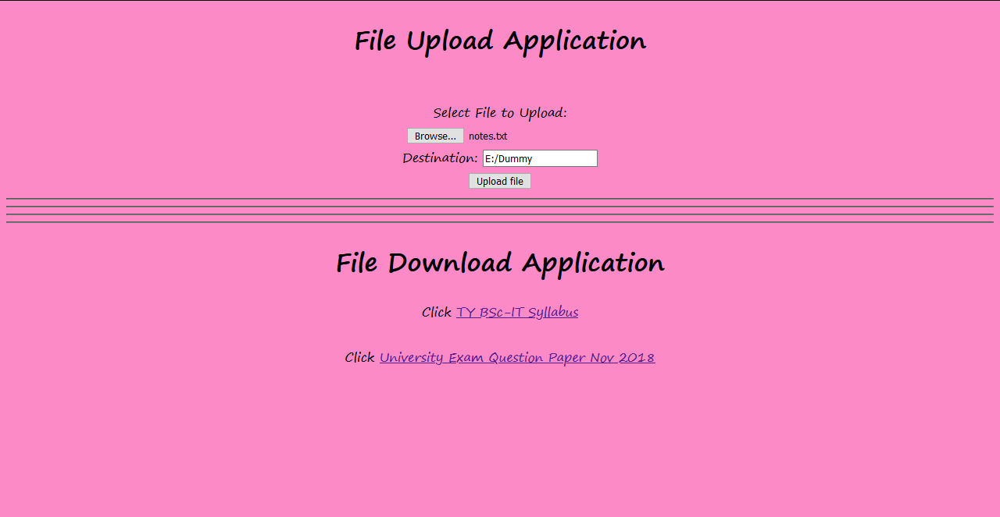 File Upload Application
Select File to Upload:
Browse... notes.txt
Destination: E:/Dummy
Upload file
File Download Application
Click TY BSc-IT Syllabus
Click University Exam Question Paper Nov 2018